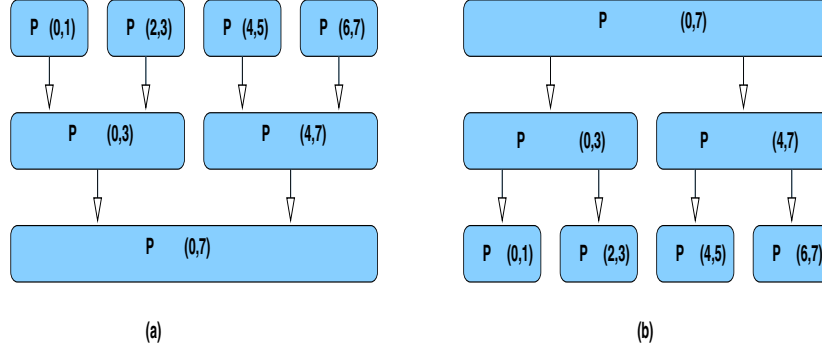 P (0,1) P (2,3) P (4,5) P (6,7)
P (0,3) P (4,7)
P (0,7)
(a)
P (0,7)
P (0,3) P (4,7)
P (0,1) P (2,3) P (4,5) P (6,7)
(b)